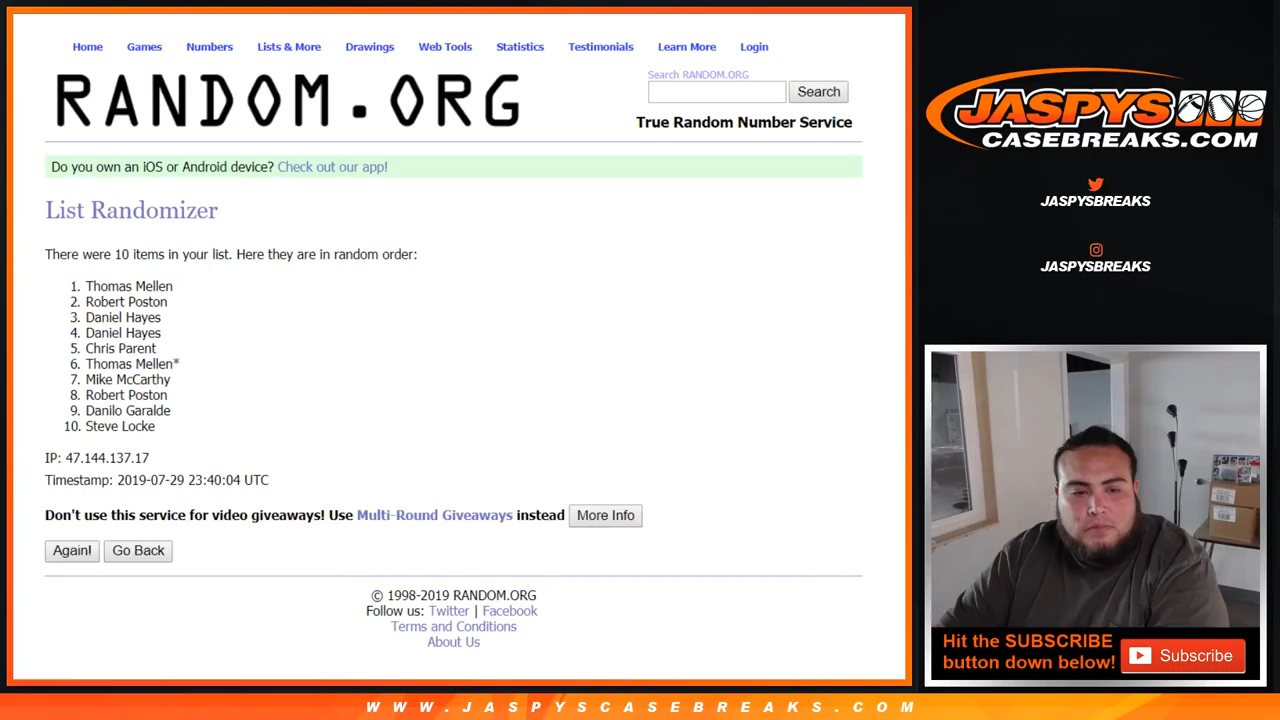 Home Games Numbers Lists & More Drawings Web Tools Statistics Testimonials Learn More Login
RANDOM.ORG
Search RANDOM.ORG
Search
True Random Number Service
Do you own an iOS or Android device? Check out our app!
List Randomizer
There were 10 items in your list. Here they are in random order:
1. Thomas Mellen
2. Robert Poston
3. Daniel Hayes
4. Daniel Hayes
5. Chris Parent
6. Thomas Mellen*
7. Mike McCarthy
8. Robert Poston
9. Danilo Garalde
10. Steve Locke
IP: 47.144.137.17
Timestamp: 2019-07-29 23:40:04 UTC
Don't use this service for video giveaways! Use Multi-Round Giveaways instead More Info
Again! Go Back
© 1998-2019 RANDOM.ORG
Follow us: Twitter | Facebook
Terms and Conditions
About Us
JASPYS
CASEBREAKS.COM
JASPYSBREAKS
JASPYSBREAKS
Hit the SUBSCRIBE
button down below!
Subscribe
WWW.JASPYSCASEBREAKS.COM